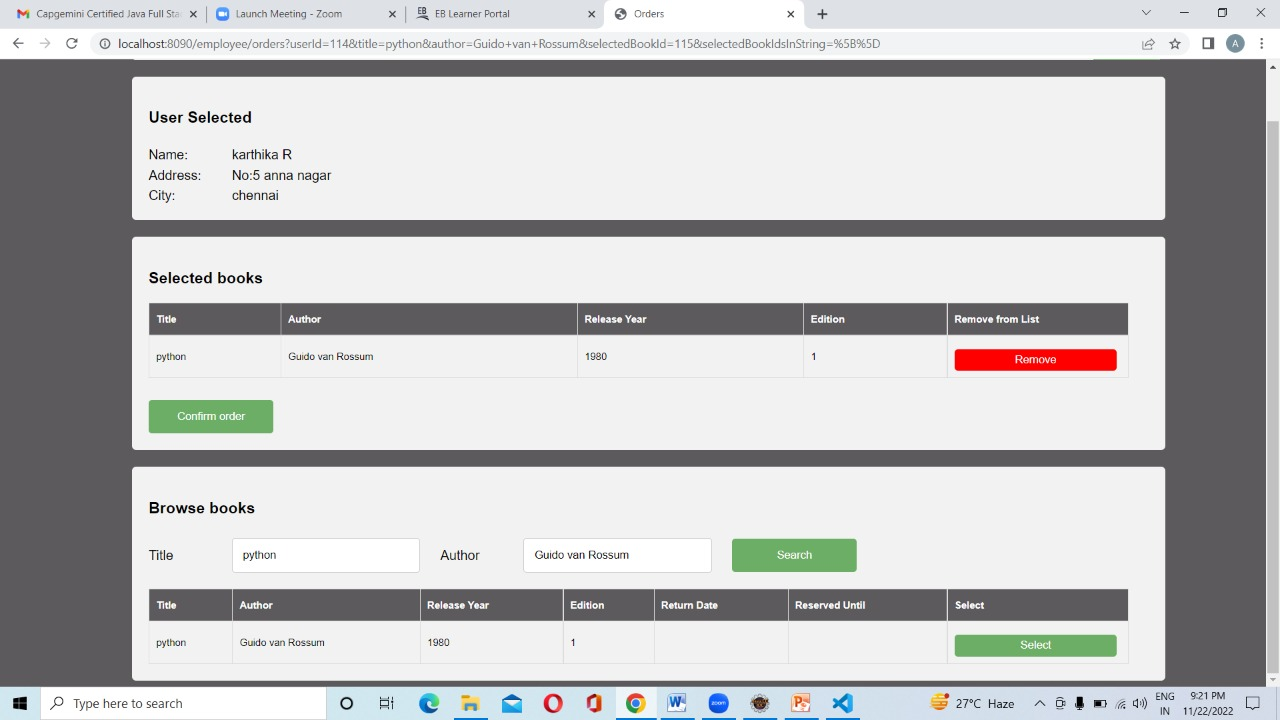 Capgemini Certified Java Full Sta
Launch Meeting - Zoom
EB Learner Portal
Orders
localhost:8090/employee/orders?userId=114&title=python&author=Guido+van+Rossum&selectedBookId=115&selectedBookIdsInString=%5B%5D
A
User Selected
Name: karthika R
Address: No:5 anna nagar
City: chennai
Selected books
Title Author Release Year Edition Remove from List
python Guido van Rossum 1980 1 Remove
Confirm order
Browse books
Title python Author Guido van Rossum Search
Title Author Release Year Edition Return Date Reserved Until Select
python Guido van Rossum 1980 1 Select
Type here to search
zoom
27°C Haze
ENG
IN
9:21 PM
11/22/2022